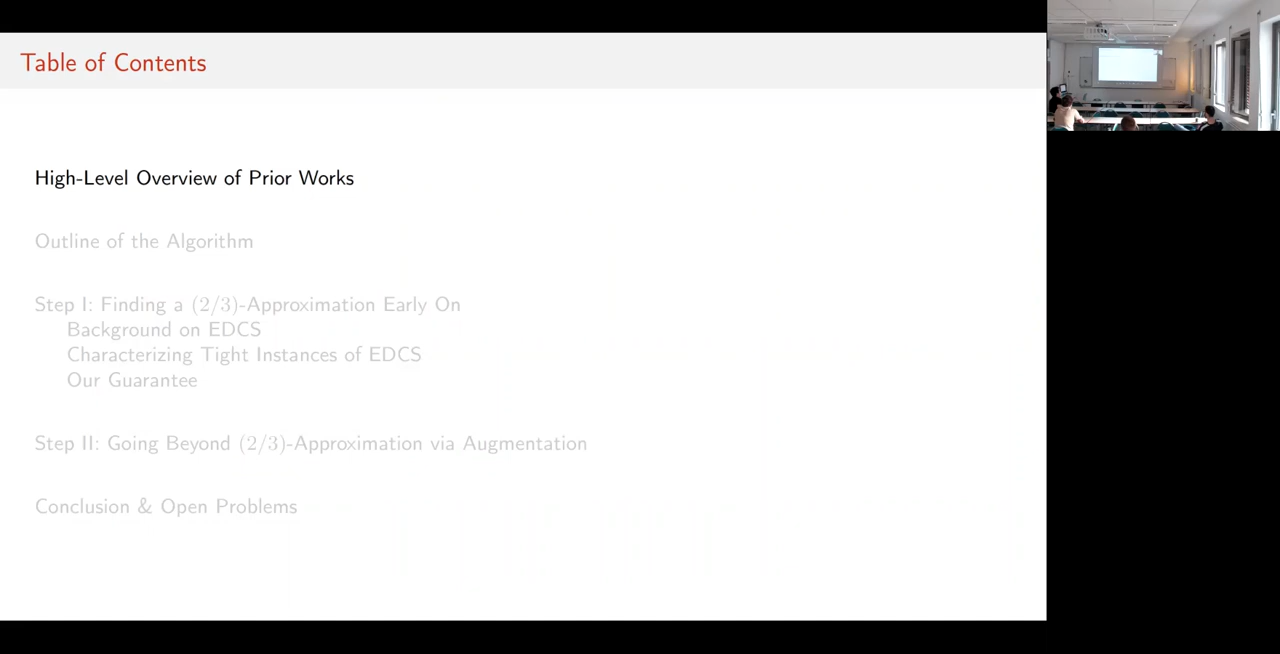 Table of Contents
High-Level Overview of Prior Works
Outline of the Algorithm
Step I: Finding a (2/3)-Approximation Early On
Background on EDCS
Characterizing Tight Instances of EDCS
Our Guarantee
Step II: Going Beyond (2/3)-Approximation via Augmentation
Conclusion & Open Problems